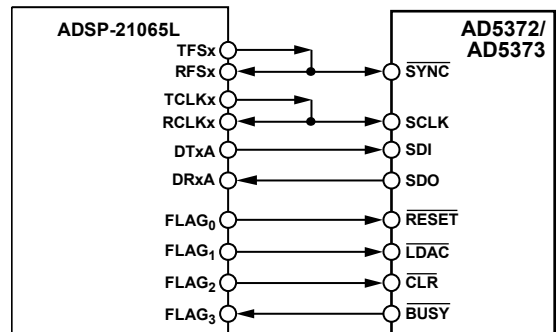 ADSP-21065L
AD5372/
AD5373
TFSx
RFSx
SYNC
TCLKx
RCLKx
SCLK
DTxA
SDI
DRxA
SDO
FLAG0
RESET
FLAG1
LDAC
FLAG2
CLR
FLAG3
BUSY